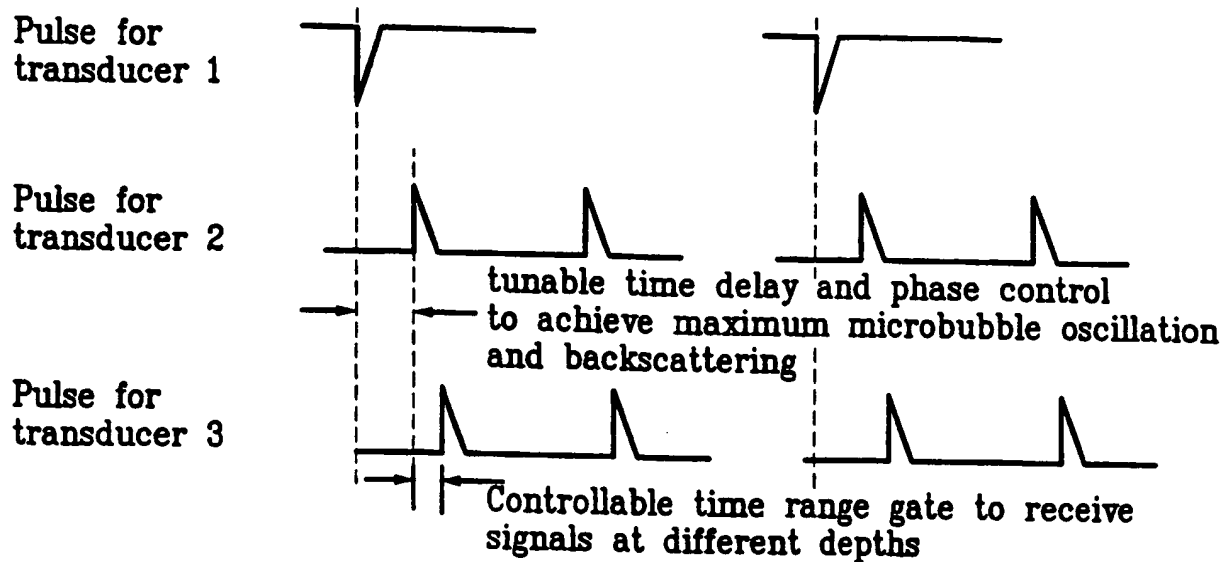 Pulse for
transducer 1
Pulse for
transducer 2
tunable time delay and phase control
to achieve maximum microbubble oscillation
and backscattering
Pulse for
transducer 3
Controllable time range gate to receive
signals at different depths